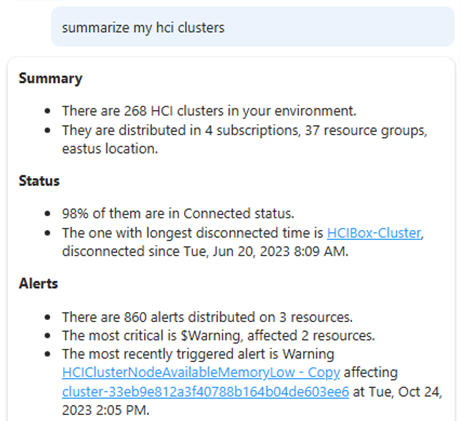 summarize my hci clusters
Summary
• There are 268 HCI clusters in your environment.
• They are distributed in 4 subscriptions, 37 resource groups,
eastus location.
Status
• 98% of them are in Connected status.
• The one with longest disconnected time is HCIBox-Cluster,
disconnected since Tue, Jun 20, 2023 8:09 AM.
Alerts
• There are 860 alerts distributed on 3 resources.
• The most critical is $Warning, affected 2 resources.
• The most recently triggered alert is Warning
HCIClusterNodeAvailableMemoryLow - Copy affecting
cluster-33eb9e812a3f40788b164b04de603ee6 at Tue, Oct 24,
2023 2:05 PM.